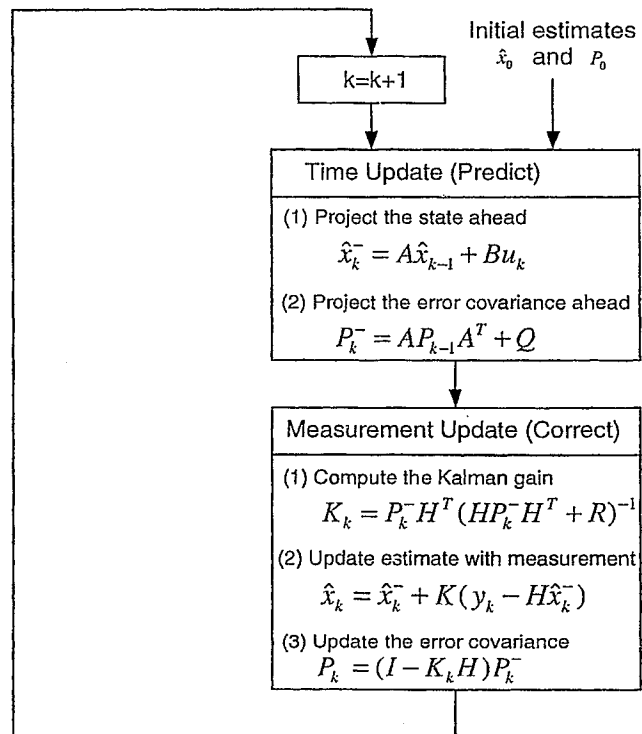 Initial estimates
x̂₀ and P₀
k=k+1
Time Update (Predict)
(1) Project the state ahead
x̂ₖ⁻ = Ax̂ₖ₋₁ + Buₖ
(2) Project the error covariance ahead
Pₖ⁻ = APₖ₋₁Aᵀ + Q
Measurement Update (Correct)
(1) Compute the Kalman gain
Kₖ = Pₖ⁻Hᵀ(HPₖ⁻Hᵀ + R)⁻¹
(2) Update estimate with measurement
x̂ₖ = x̂ₖ⁻ + K(yₖ − Hx̂ₖ⁻)
(3) Update the error covariance
Pₖ = (I − KₖH)Pₖ⁻